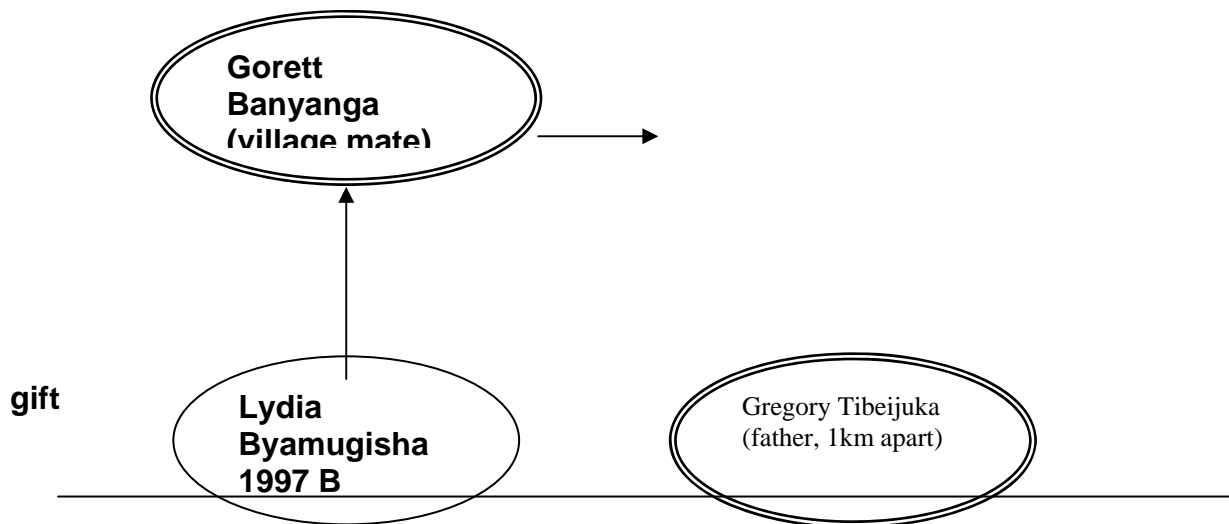 Gorett
Banyanga
(village mate)
gift
Lydia
Byamugisha
1997 B
Gregory Tibeijuka
(father, 1km apart)